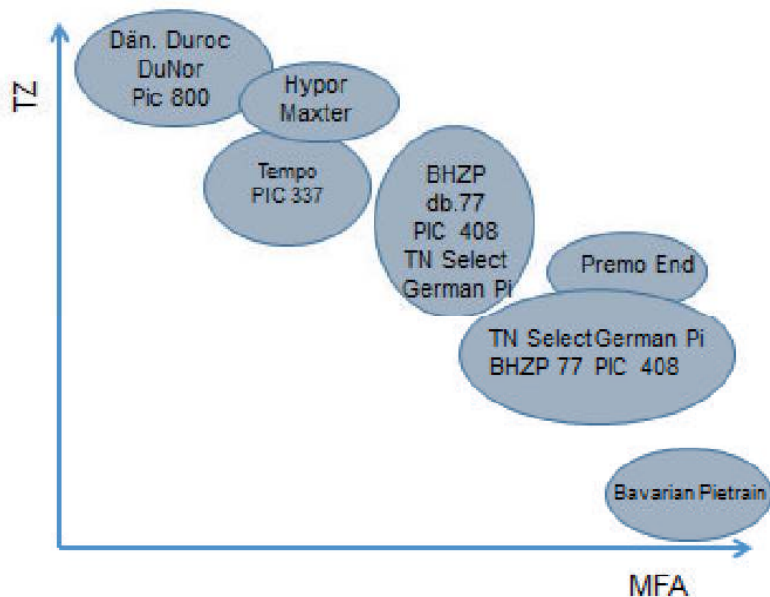 TZ
Dän. Duroc
DuNor
Pic 800
Hypor
Maxter
Tempo
PIC 337
BHZP
db.77
PIC 408
TN Select
German Pi
Premo End
TN Select German Pi
BHZP 77 PIC 408
Bavarian Pietrain
MFA